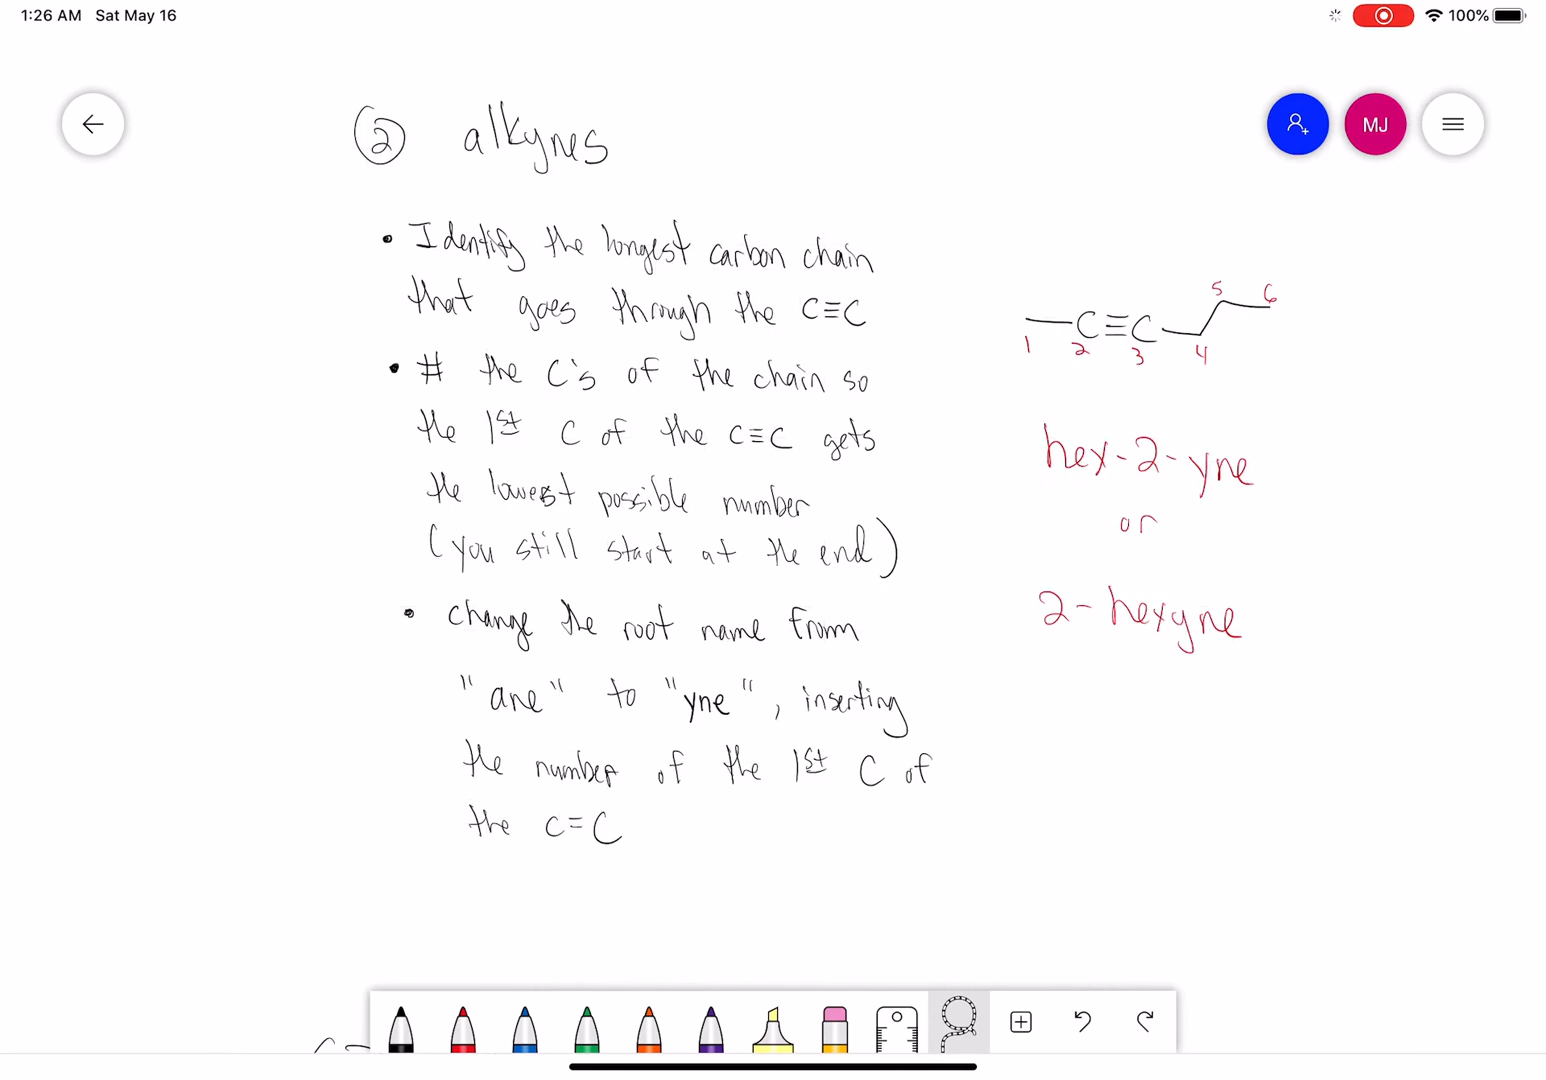 1:26 AM Sat May 16
100%
MJ
② alkynes
• Identify the longest carbon chain
that goes through the C≡C
• # the C's of the chain so
the 1st C of the C≡C gets
the lowest possible number
(you still start at the end)
• change the root name from
"ane" to "yne", inserting
the number of the 1st C of
the C=C
5 6
C≡C
1 2 3 4
hex-2-yne
or
2-hexyne